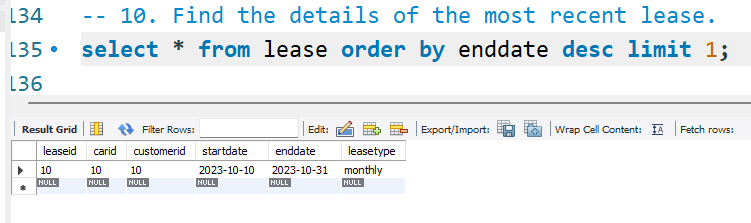 134 -- 10. Find the details of the most recent lease.
135 select * from lease order by enddate desc limit 1;
136
Result Grid Filter Rows: Edit: Export/Import: Wrap Cell Content: Fetch rows:
leaseid carid customerid startdate enddate leasetype
10 10 10 2023-10-10 2023-10-31 monthly
NULL NULL NULL NULL NULL NULL